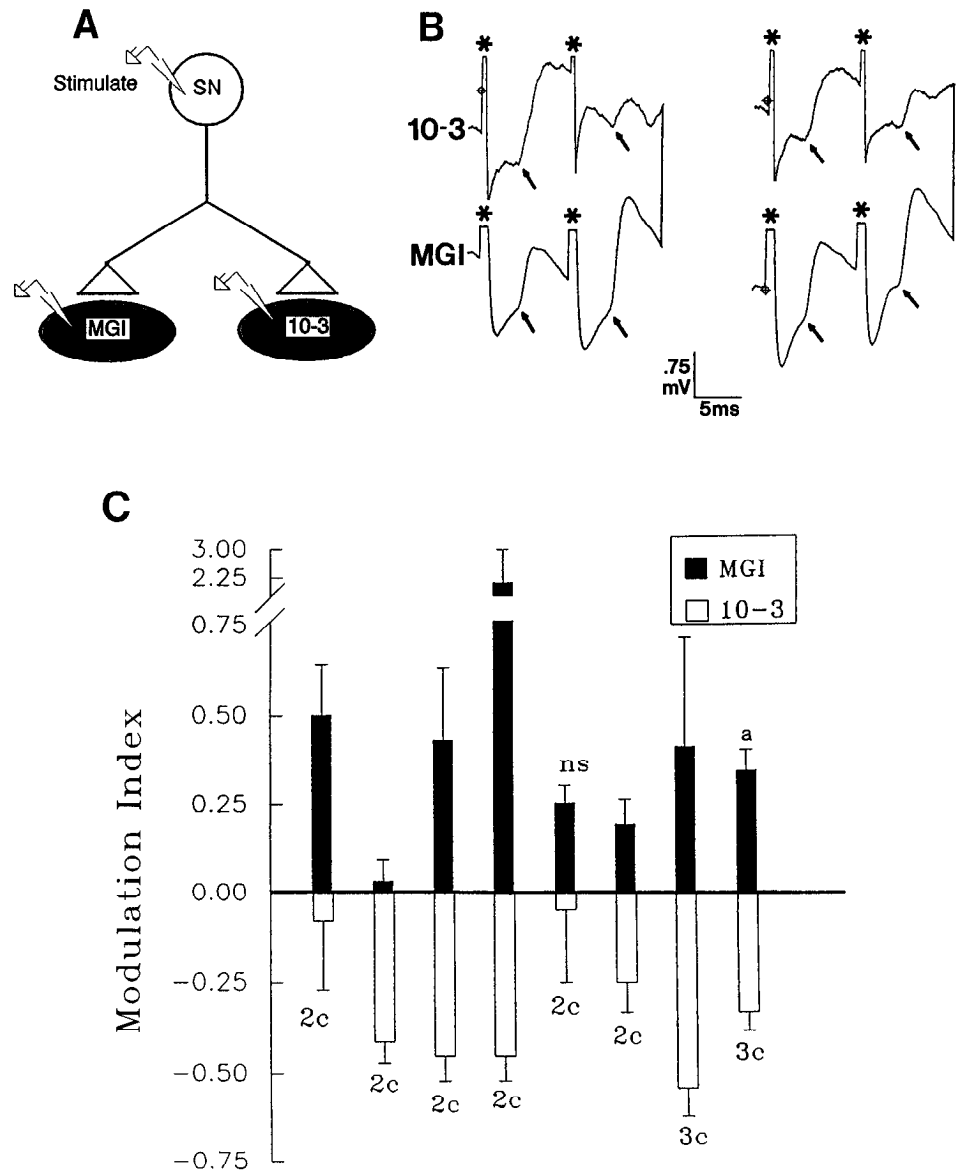 A
Stimulate
SN
MGI
10-3
B
* * * *
10-3
* * * *
MGI
.75
mV
5ms
C
Modulation Index
3.00
2.25
0.75
0.50
0.25
0.00
−0.25
−0.50
−0.75
MGI
10−3
ns
a
2c
2c
2c
2c
2c
2c
3c
3c